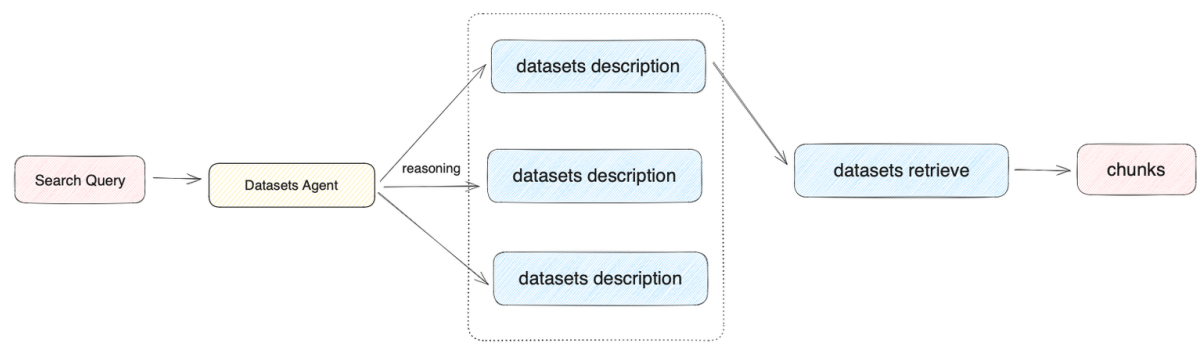 Search Query
Datasets Agent
reasoning
datasets description
datasets description
datasets description
datasets retrieve
chunks